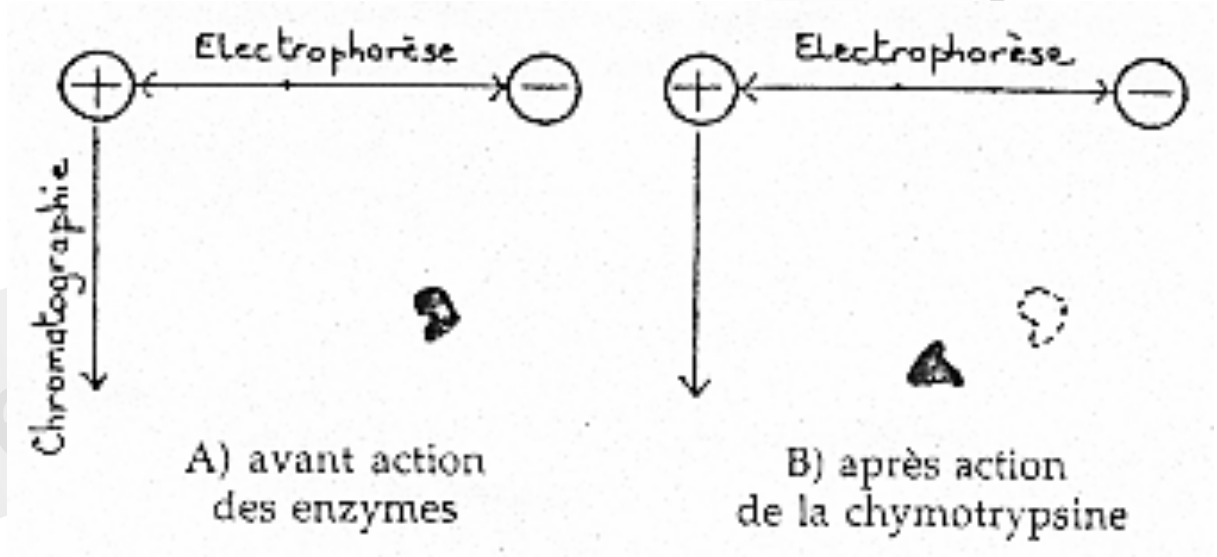 Electrophorèse
+
−
Chromatographie
A) avant action
des enzymes
Electrophorèse
+
−
B) après action
de la chymotrypsine